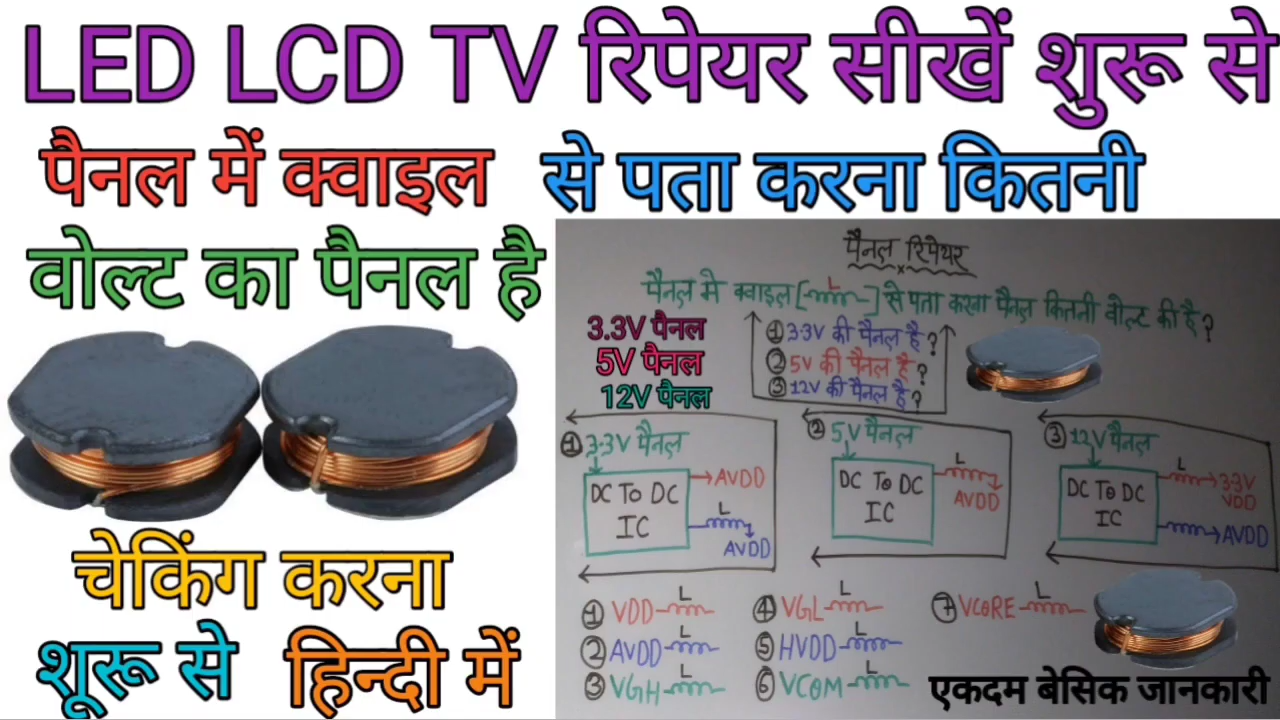 LED LCD TV रिपेयर सीखें शुरू से
पैनल में क्वाइल से पता करना कितनी
वोल्ट का पैनल है
चेकिंग करना
शूरू से हिन्दी में
पैनल रिपेयर
पैनल मे क्वाइल [L] से पता करना पैनल कितनी वोल्ट की है?
3.3V पैनल
5V पैनल
12V पैनल
① 3.3V की पैनल है?
② 5V की पैनल है?
③ 12V की पैनल है?
① 3.3V पैनल
DC To DC
IC
AVDD
L
AVDD
② 5V पैनल
DC To DC
IC
L
AVDD
③ 12V पैनल
DC To DC
IC
L
3.3V
VDD
AVDD
① VDD L
② AVDD L
③ VGH L
④ VGL L
⑤ HVDD L
⑥ VCOM L
⑦ VCORE L
एकदम बेसिक जानकारी